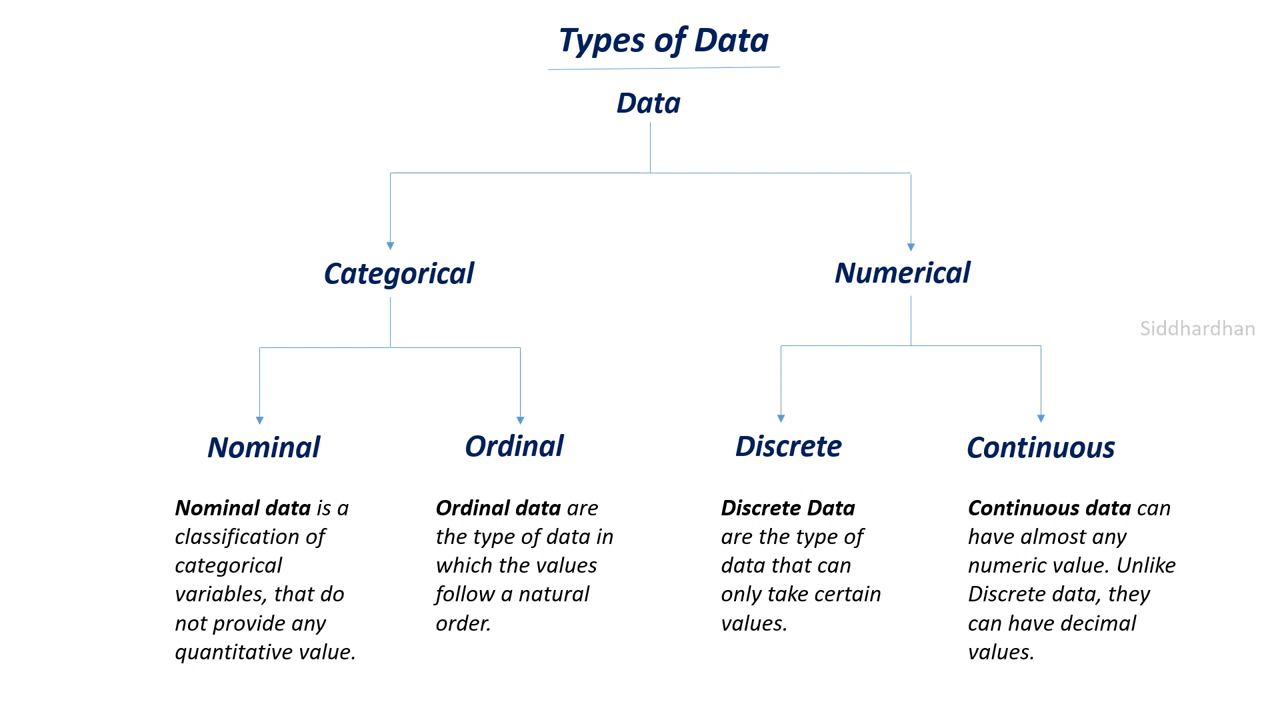 Types of Data
Data
Categorical
Numerical
Siddhardhan
Nominal
Ordinal
Discrete
Continuous
Nominal data is a
classification of
categorical
variables, that do
not provide any
quantitative value.
Ordinal data are
the type of data in
which the values
follow a natural
order.
Discrete Data
are the type of
data that can
only take certain
values.
Continuous data can
have almost any
numeric value. Unlike
Discrete data, they
can have decimal
values.